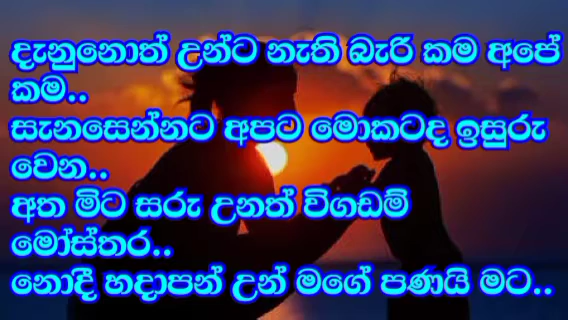 දැනුනොත් උන්ට නැති බැරි කම අපේ
කම..
සැනසෙන්නට අපට මොකටද ඉසුරු
වෙන..
අත මිට සරු උනත් විගඩම්
මෝස්තර..
නොදී හදාපන් උන් මගේ පණයි මට..